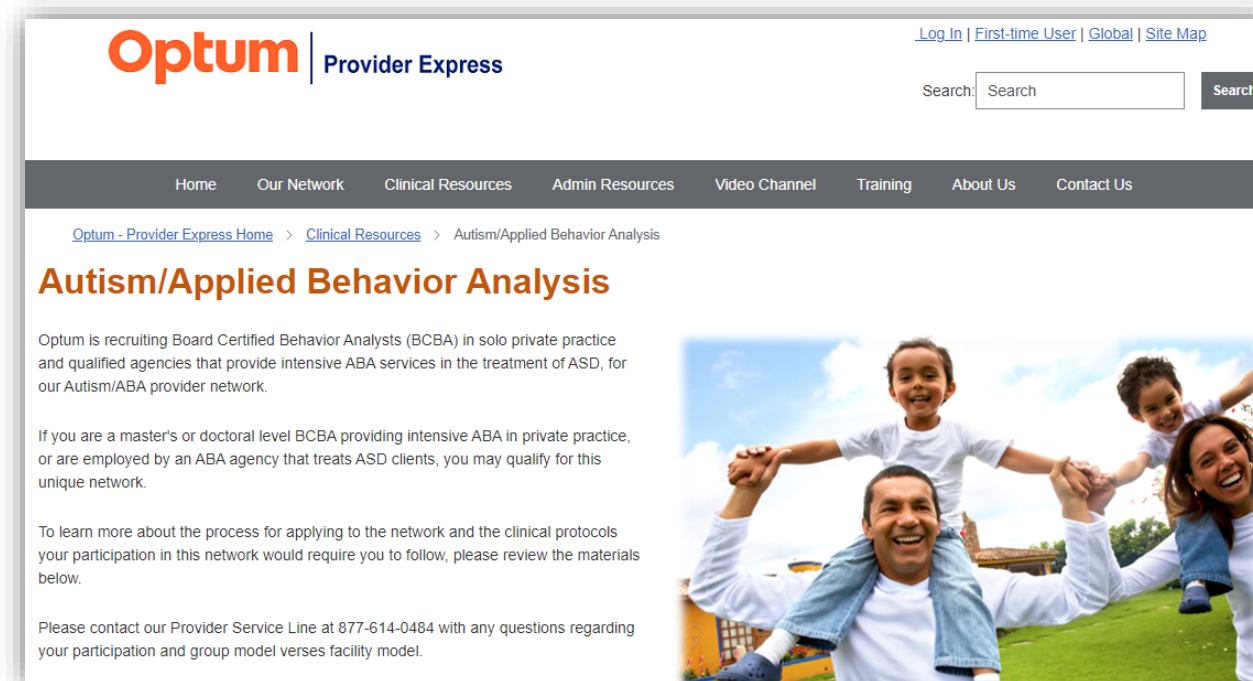 Optum | Provider Express
Log In | First-time User | Global | Site Map
Search: Search Search
Home Our Network Clinical Resources Admin Resources Video Channel Training About Us Contact Us
Optum - Provider Express Home > Clinical Resources > Autism/Applied Behavior Analysis
Autism/Applied Behavior Analysis
Optum is recruiting Board Certified Behavior Analysts (BCBA) in solo private practice
and qualified agencies that provide intensive ABA services in the treatment of ASD, for
our Autism/ABA provider network.
If you are a master's or doctoral level BCBA providing intensive ABA in private practice,
or are employed by an ABA agency that treats ASD clients, you may qualify for this
unique network.
To learn more about the process for applying to the network and the clinical protocols
your participation in this network would require you to follow, please review the materials
below.
Please contact our Provider Service Line at 877-614-0484 with any questions regarding
your participation and group model verses facility model.